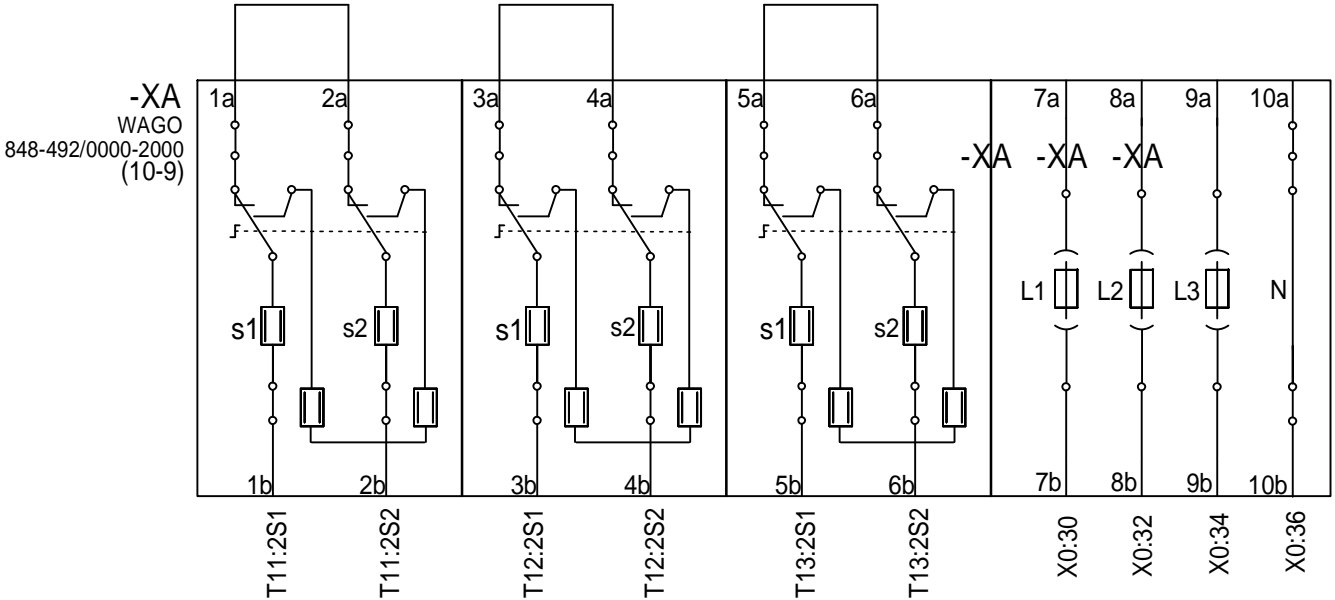 -XA
WAGO
848-492/0000-2000
(10-9)
1a 2a 3a 4a 5a 6a 7a 8a 9a 10a
-XA -XA -XA
L1 L2 L3 N
s1 s2 s1 s2 s1 s2
1b 2b 3b 4b 5b 6b 7b 8b 9b 10b
T11:2S1
T11:2S2
T12:2S1
T12:2S2
T13:2S1
T13:2S2
X0:30
X0:32
X0:34
X0:36